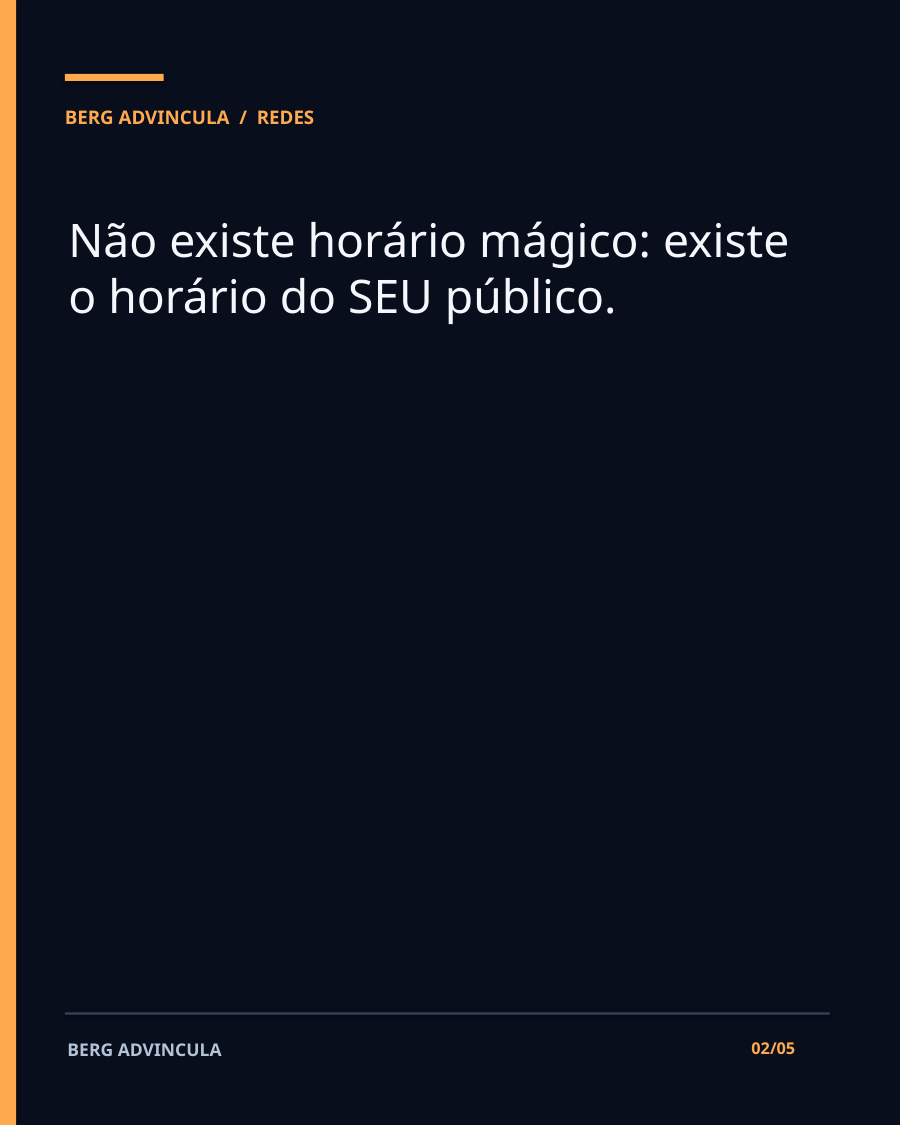 BERG ADVINCULA / REDES
Não existe horário mágico: existe
o horário do SEU público.
BERG ADVINCULA
02/05